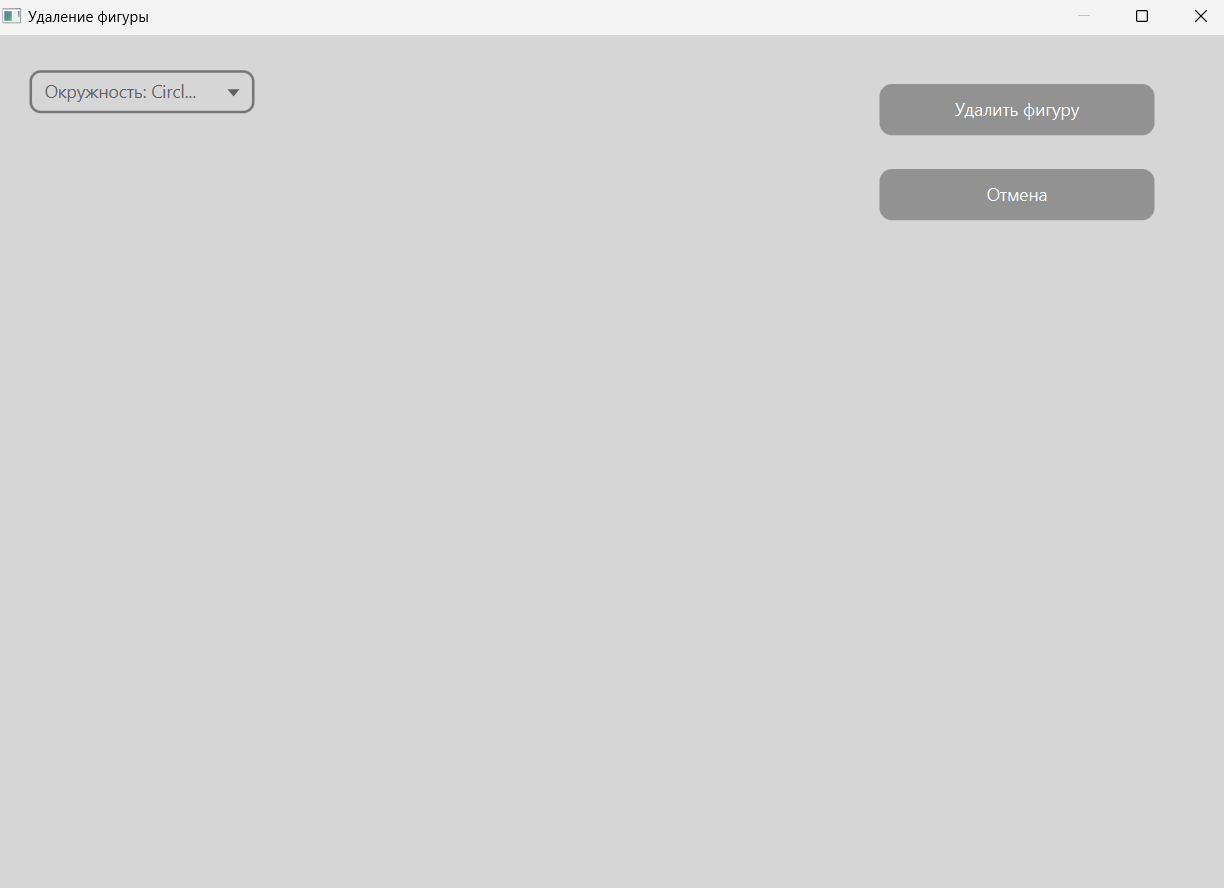 Удаление фигуры
Окружность: Circl...
Удалить фигуру
Отмена